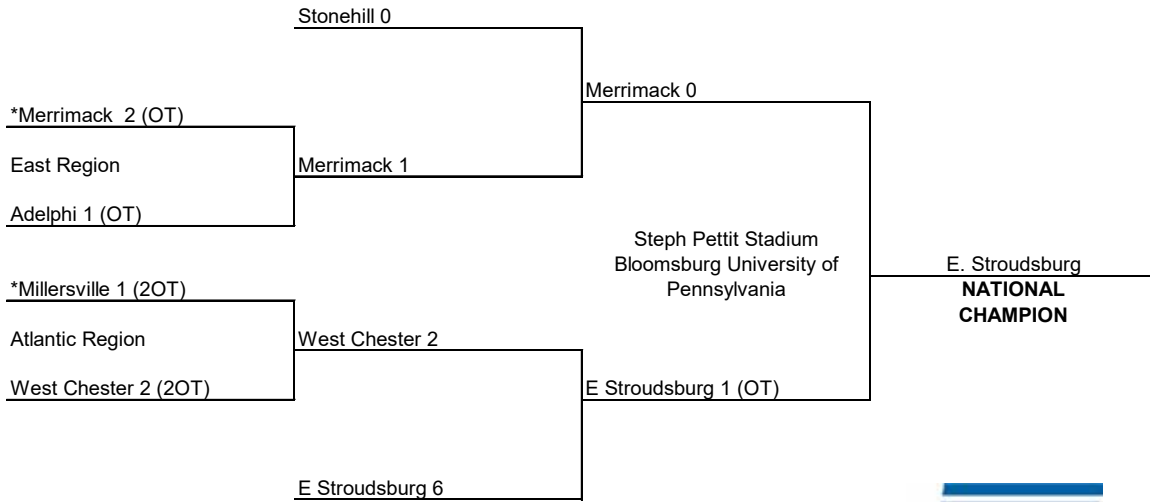 Stonehill 0
Merrimack 0
*Merrimack 2 (OT)
East Region
Merrimack 1
Adelphi 1 (OT)
Steph Pettit Stadium
Bloomsburg University of
Pennsylvania
E. Stroudsburg
NATIONAL
CHAMPION
*Millersville 1 (2OT)
Atlantic Region
West Chester 2
West Chester 2 (2OT)
E Stroudsburg 1 (OT)
E Stroudsburg 6